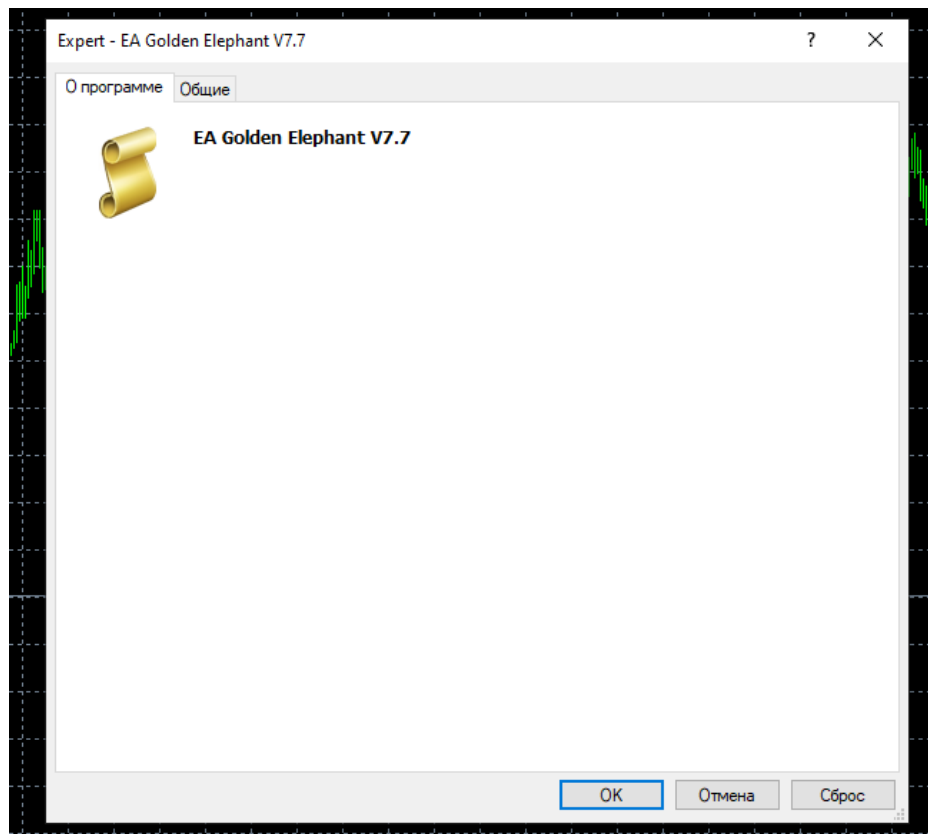 Expert - EA Golden Elephant V7.7 ?
О программе Общие
EA Golden Elephant V7.7
OK Отмена Сброс